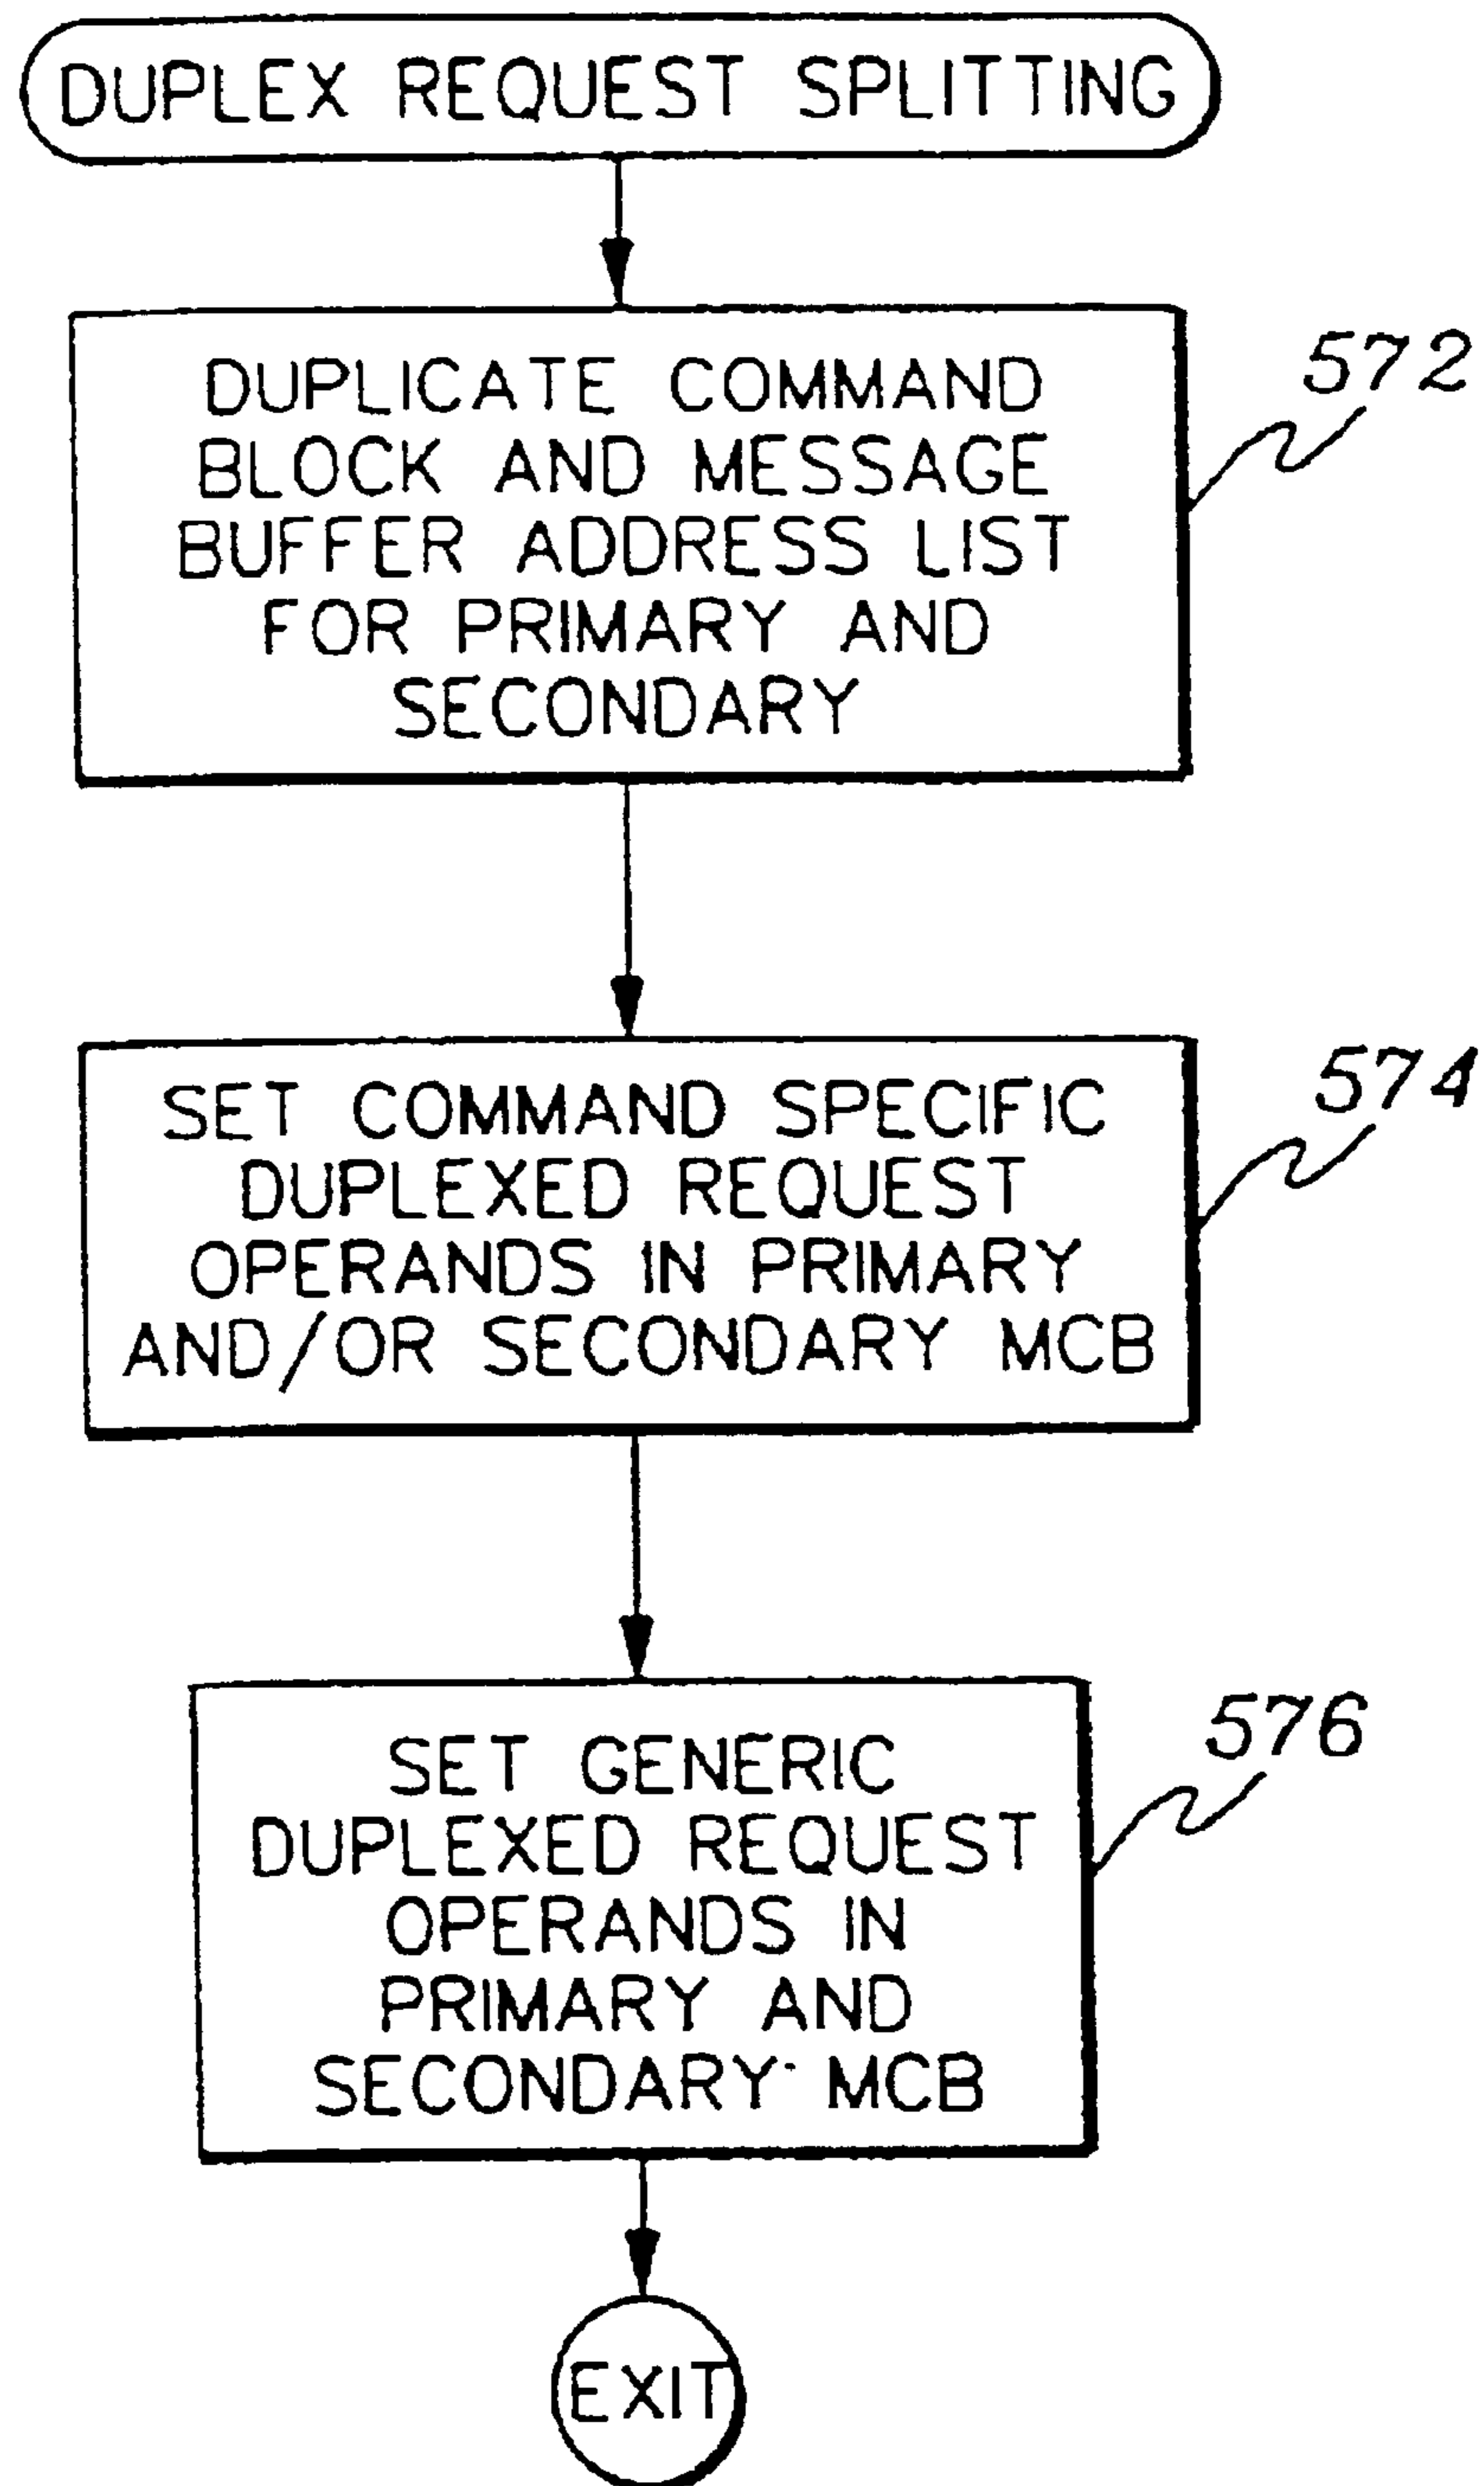 DUPLEX REQUEST SPLITTING
DUPLICATE COMMAND
BLOCK AND MESSAGE
BUFFER ADDRESS LIST
FOR PRIMARY AND
SECONDARY
572
SET COMMAND SPECIFIC
DUPLEXED REQUEST
OPERANDS IN PRIMARY
AND/OR SECONDARY MCB
574
SET GENERIC
DUPLEXED REQUEST
OPERANDS IN
PRIMARY AND
SECONDARY MCB
576
EXIT